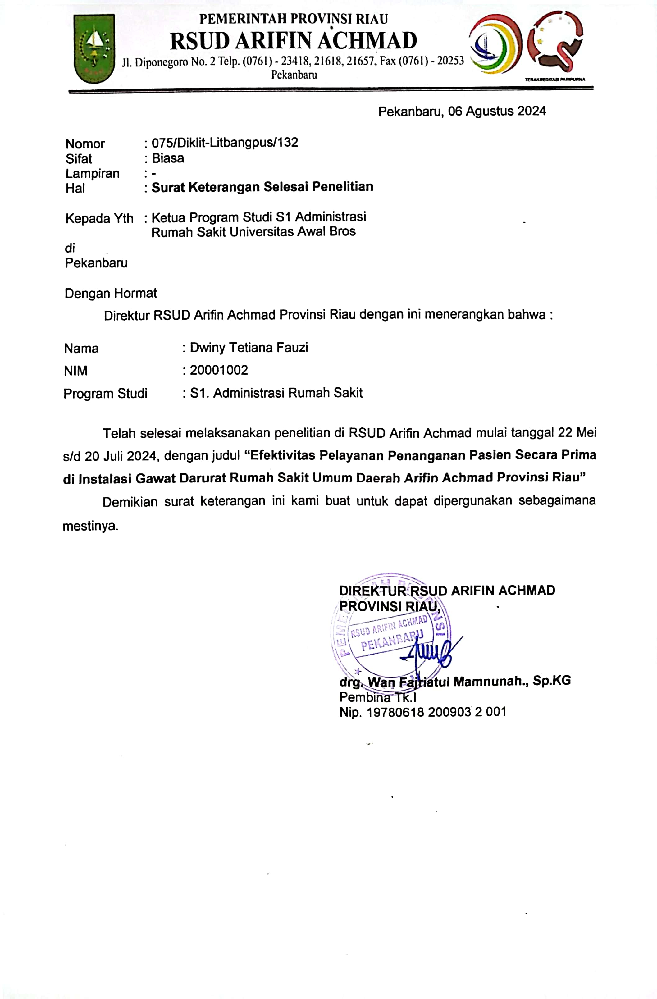 PEMERINTAH PROVINSI RIAU
RSUD ARIFIN ACHMAD
Jl. Diponegoro No. 2 Telp. (0761) - 23418, 21618, 21657, Fax (0761) - 20253
Pekanbaru
TERAKREDITASI PARIPURNA
Pekanbaru, 06 Agustus 2024
Nomor : 075/Diklit-Litbangpus/132
Sifat : Biasa
Lampiran : -
Hal : Surat Keterangan Selesai Penelitian
Kepada Yth : Ketua Program Studi S1 Administrasi
Rumah Sakit Universitas Awal Bros
di
Pekanbaru
Dengan Hormat
Direktur RSUD Arifin Achmad Provinsi Riau dengan ini menerangkan bahwa :
Nama : Dwiny Tetiana Fauzi
NIM : 20001002
Program Studi : S1. Administrasi Rumah Sakit
Telah selesai melaksanakan penelitian di RSUD Arifin Achmad mulai tanggal 22 Mei
s/d 20 Juli 2024, dengan judul “Efektivitas Pelayanan Penanganan Pasien Secara Prima
di Instalasi Gawat Darurat Rumah Sakit Umum Daerah Arifin Achmad Provinsi Riau”
Demikian surat keterangan ini kami buat untuk dapat dipergunakan sebagaimana
mestinya.
DIREKTUR RSUD ARIFIN ACHMAD
PROVINSI RIAU,
RSUD ARIFIN ACHMAD
PEKANBARU
drg. Wan Fajriatul Mamnunah., Sp.KG
Pembina Tk.I
Nip. 19780618 200903 2 001